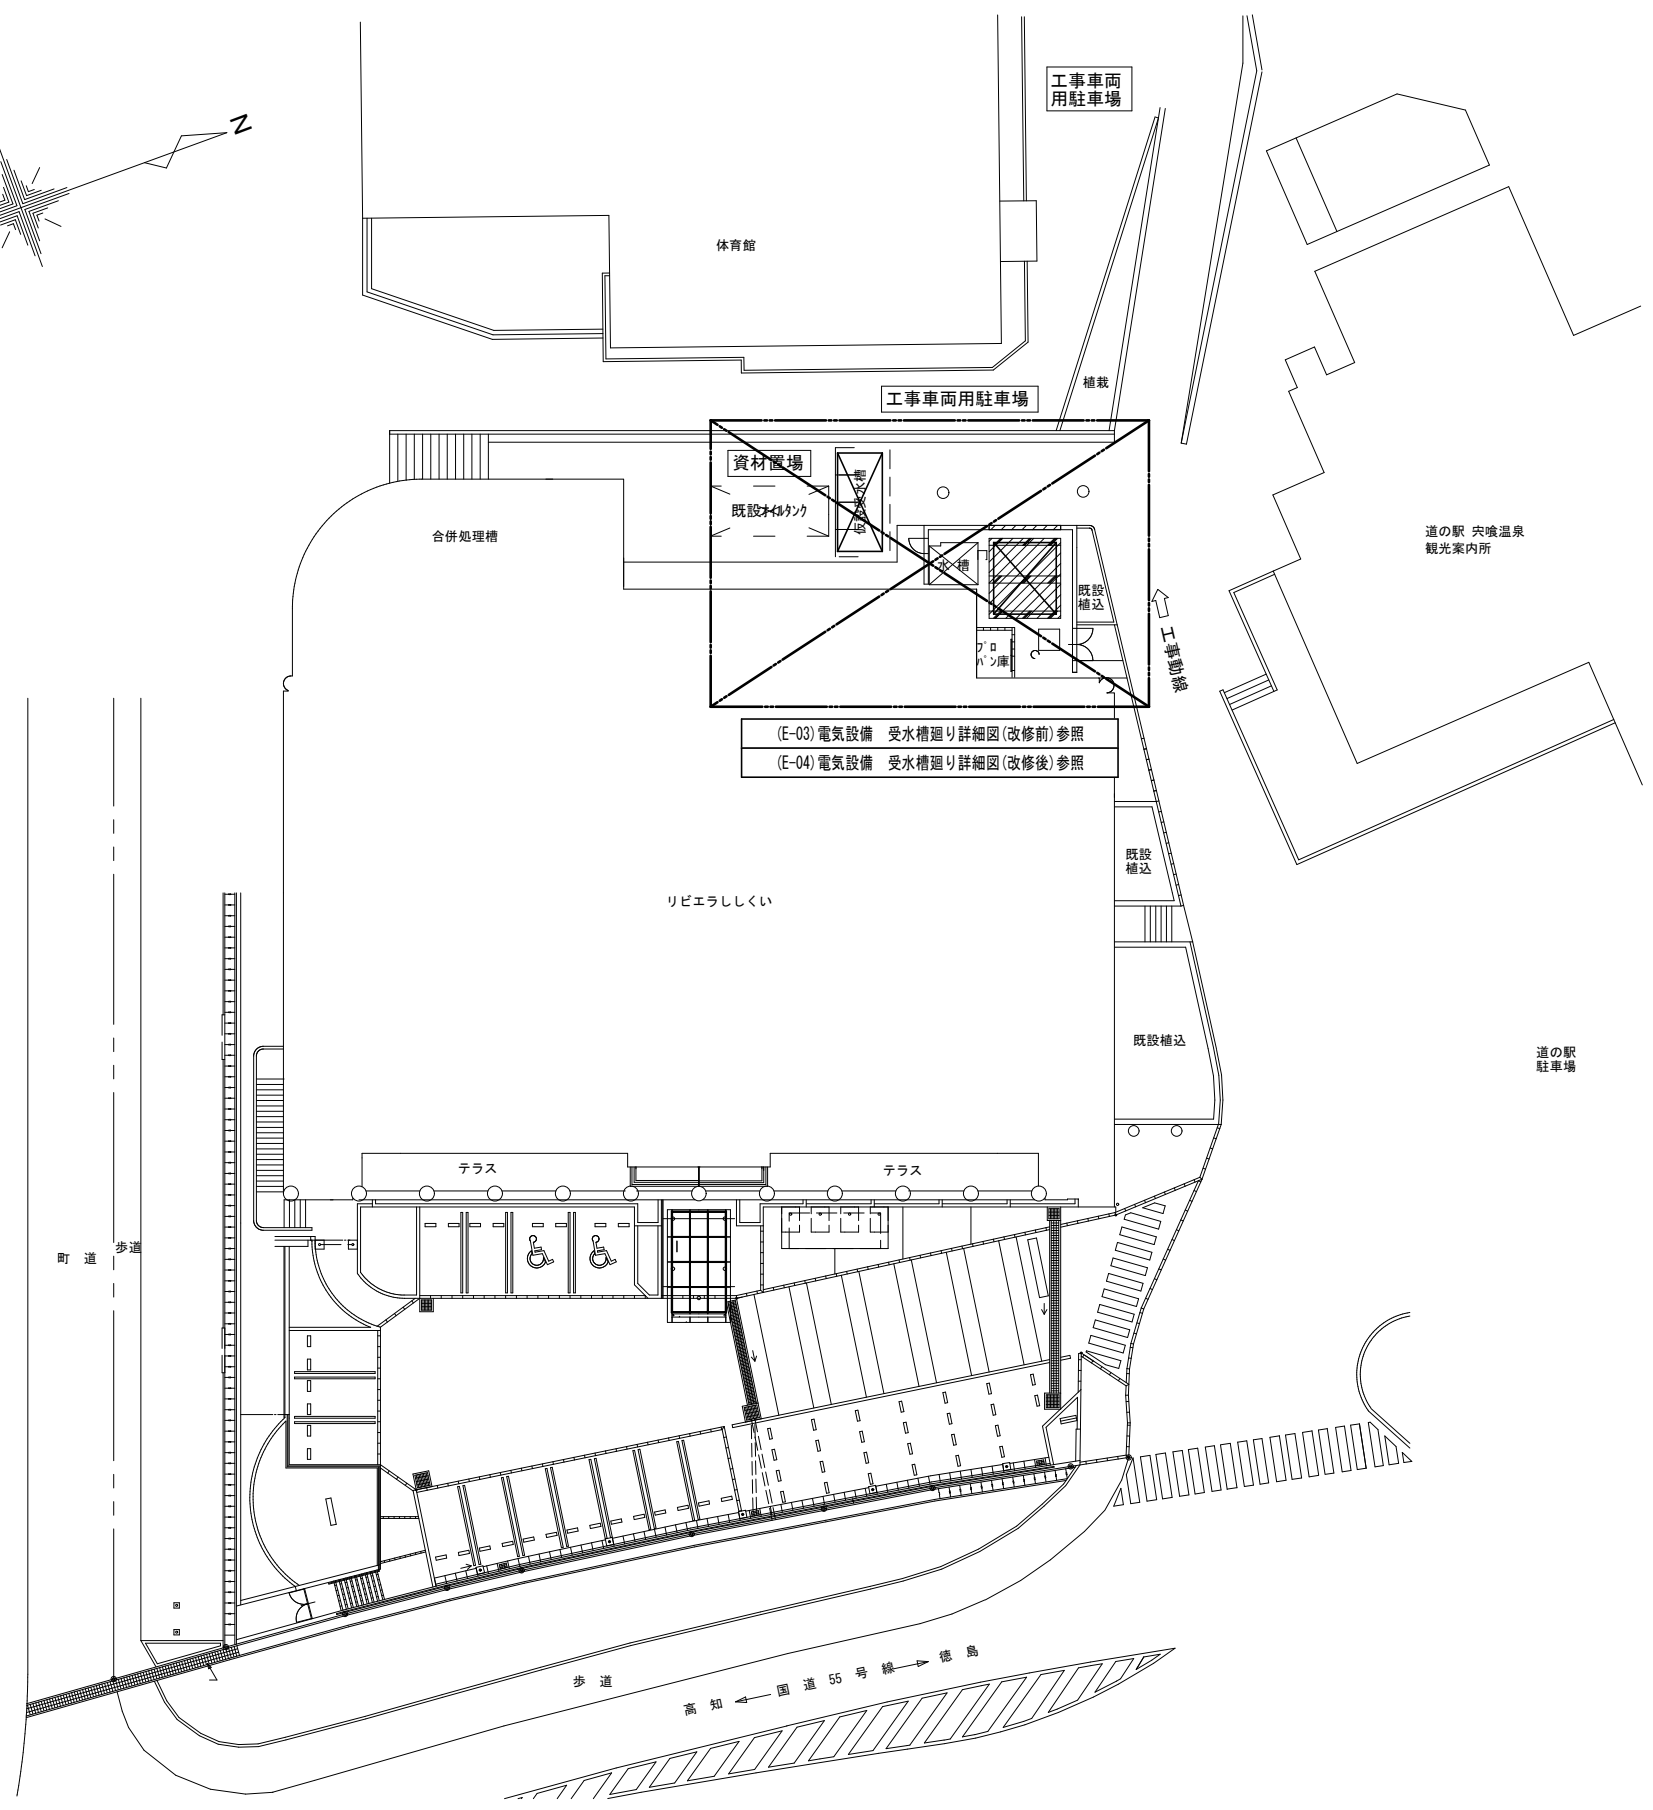 工事車両
用駐車場
N
体育館
植栽
工事車両用駐車場
資材置場
既設オイルタンク
仮設受水槽
合併処理槽
水 槽
既設
植込
プロ
パン庫
工事動線
道の駅 宍喰温泉
観光案内所
(E-03)電気設備 受水槽廻り詳細図(改修前)参照
(E-04)電気設備 受水槽廻り詳細図(改修後)参照
既設
植込
リビエラししくい
既設植込
道の駅
駐車場
テラス
テラス
町 道
歩道
歩 道
高 知
国 道 55 号 線
徳 島